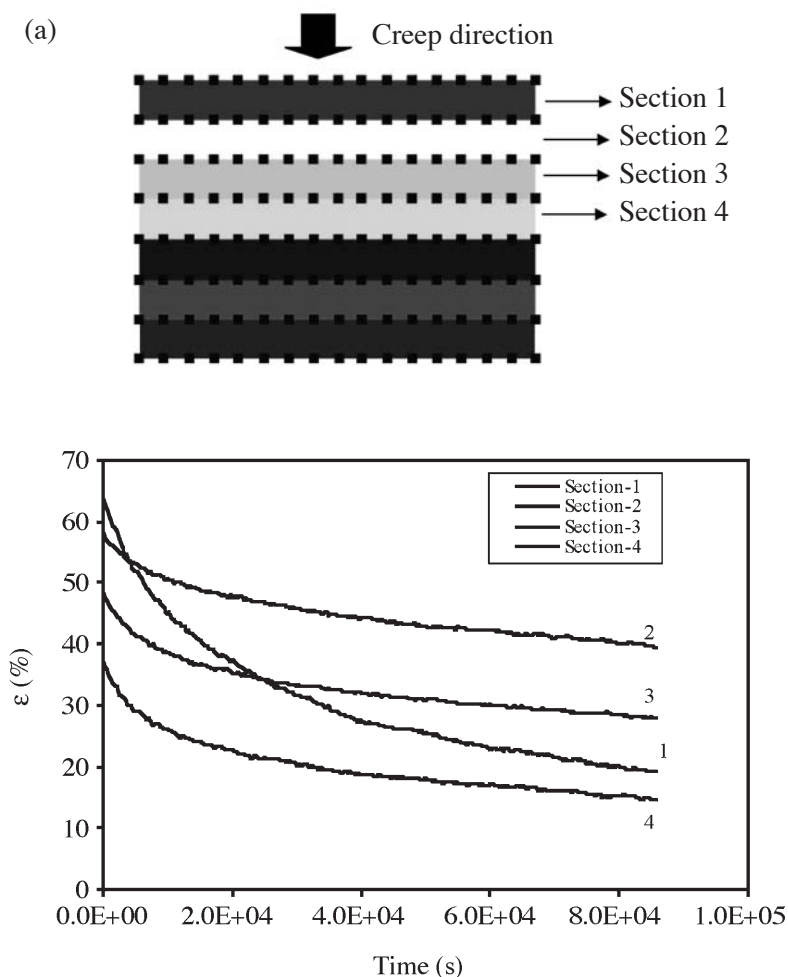 (a)
Creep direction
Section 1
Section 2
Section 3
Section 4
70
60
50
40
30
20
10
0
ε (%)
Section-1
Section-2
Section-3
Section-4
2
3
1
4
0.0E+00 2.0E+04 4.0E+04 6.0E+04 8.0E+04 1.0E+05
Time (s)